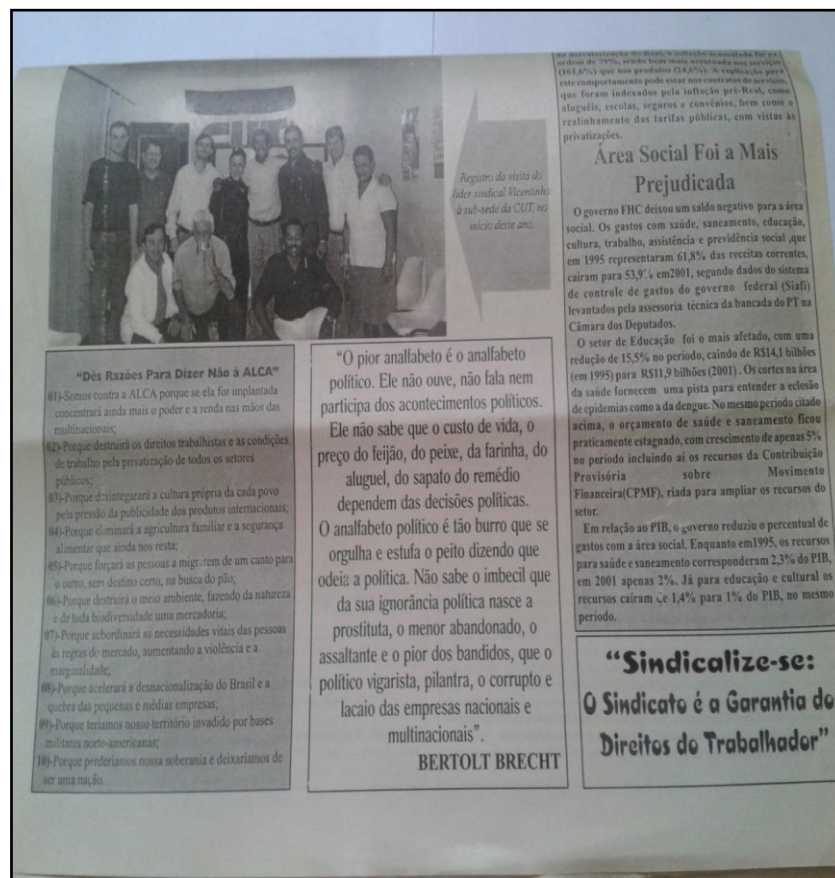 Registro da visita do
líder sindical Vicentinho
à sub-sede da CUT, no
início deste ano.
"Dês Razões Para Dizer Não à ALCA"
01)-Somos contra a ALCA porque se ela for implantada
concentrará ainda mais o poder e a renda nas mãos das
multinacionais;
02)-Porque destruirá os direitos trabalhistas e as condições
de trabalho pela privatização de todos os setores
públicos;
03)-Porque desintegrará a cultura própria da cada povo
pela pressão da publicidade dos produtos internacionais;
04)-Porque eliminará a agricultura familiar e a segurança
alimentar que ainda nos resta;
05)-Porque forçará as pessoas a migrarem de um canto para
o outro, sem destino certo, na busca do pão;
06)-Porque destruirá o meio ambiente, fazendo da natureza
e de toda biodiversidade uma mercadoria;
07)-Porque subordinará as necessidades vitais das pessoas
às regras de mercado, aumentando a violência e a
marginalidade;
08)-Porque acelerará a desnacionalização do Brasil e a
quebra das pequenas e médias empresas;
09)-Porque teríamos nosso território invadido por bases
militares norte-americanas;
10)-Porque perderíamos nossa soberania e deixaríamos de
ser uma nação.
"O pior analfabeto é o analfabeto
político. Ele não ouve, não fala nem
participa dos acontecimentos políticos.
Ele não sabe que o custo de vida, o
preço do feijão, do peixe, da farinha, do
aluguel, do sapato do remédio
dependem das decisões políticas.
O analfabeto político é tão burro que se
orgulha e estufa o peito dizendo que
odeia a política. Não sabe o imbecil que
da sua ignorância política nasce a
prostituta, o menor abandonado, o
assaltante e o pior dos bandidos, que o
político vigarista, pilantra, o corrupto e
lacaio das empresas nacionais e
multinacionais".
BERTOLT BRECHT
da desvalorização do Real, a inflação acumulada foi na
ordem de 79%, sendo bem mais acentuada nos serviços
(161,6%) que nos produtos (24,6%). A explicação para
este comportamento pode estar nos contratos de serviços,
que foram indexados pela inflação pré-Real, como
aluguéis, escolas, seguros e convênios, bem como o
realinhamento das tarifas públicas, com vistas às
privatizações.
Área Social Foi a Mais
Prejudicada
O governo FHC deixou um saldo negativo para a área
social. Os gastos com saúde, saneamento, educação,
cultura, trabalho, assistência e previdência social ,que
em 1995 representaram 61,8% das receitas correntes,
caíram para 53,9% em2001, segundo dados do sistema
de controle de gastos do governo federal (Siafi)
levantados pela assessoria técnica da bancada do PT na
Câmara dos Deputados.
O setor de Educação foi o mais afetado, com uma
redução de 15,5% no período, caindo de R$14,1 bilhões
(em 1995) para R$11,9 bilhões (2001) . Os cortes na área
da saúde fornecem uma pista para entender a eclosão
de epidemias como a da dengue. No mesmo período citado
acima, o orçamento de saúde e saneamento ficou
praticamente estagnado, com crescimento de apenas 5%
no período incluindo aí os recursos da Contribuição
Provisória sobre Movimento
Financeira(CPMF), riada para ampliar os recursos do
setor.
Em relação ao PIB, o governo reduziu o percentual de
gastos com a área social. Enquanto em1995, os recursos
para saúde e saneamento corresponderam 2,3% do PIB,
em 2001 apenas 2%. Já para educação e cultural os
recursos caíram de 1,4% para 1% do PIB, no mesmo
período.
"Sindicalize-se:
O Sindicato é a Garantia do
Direitos do Trabalhador"